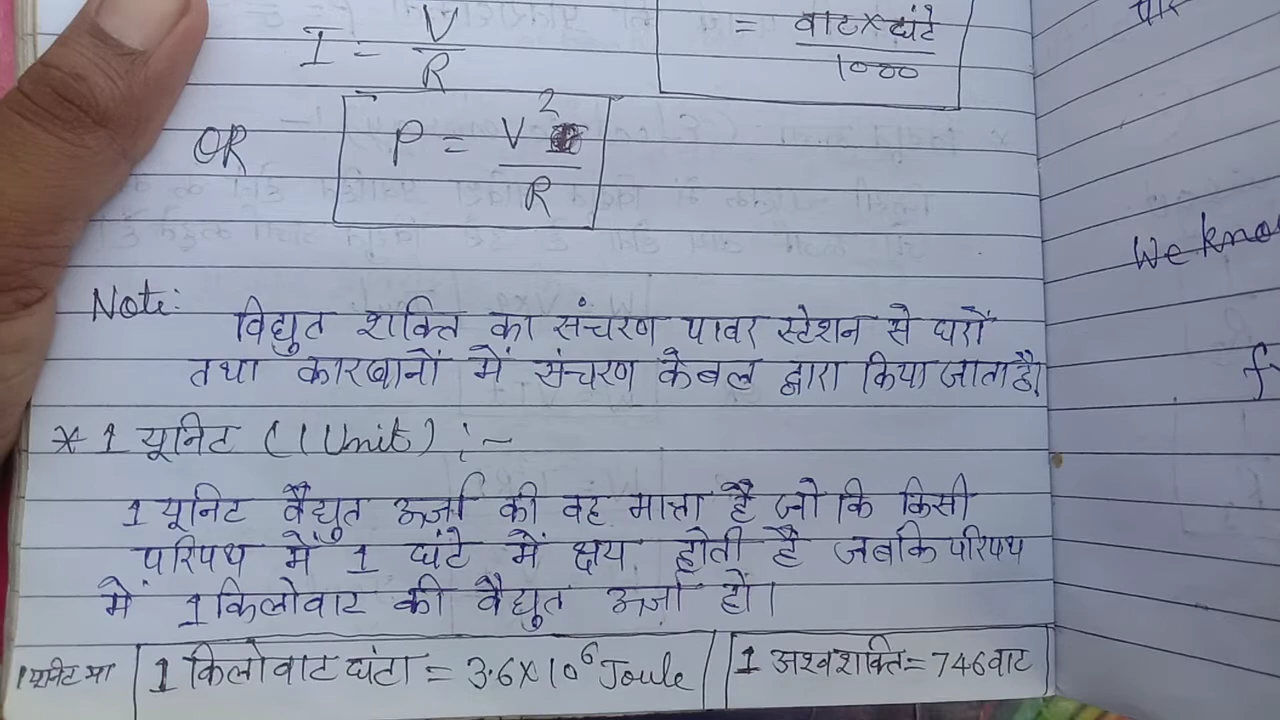 I = V/R
= वाट×घंटे/1000
OR P = V²/R
Note:
विद्युत शक्ति का संचरण पावर स्टेशन से घरों
तथा कारखानों में संचरण केबल द्वारा किया जाता है।
* 1 यूनिट (1 Unit) :-
1 यूनिट वैद्युत ऊर्जा की वह मात्रा है जो कि किसी
परिपथ में 1 घंटे में क्षय होती है जबकि परिपथ
में 1 किलोवाट की वैद्युत ऊर्जा हो।
1 यूनिट या 1 किलोवाट घंटा = 3.6×10⁶ Joule
1 अश्व शक्ति = 746 वाट
We kno